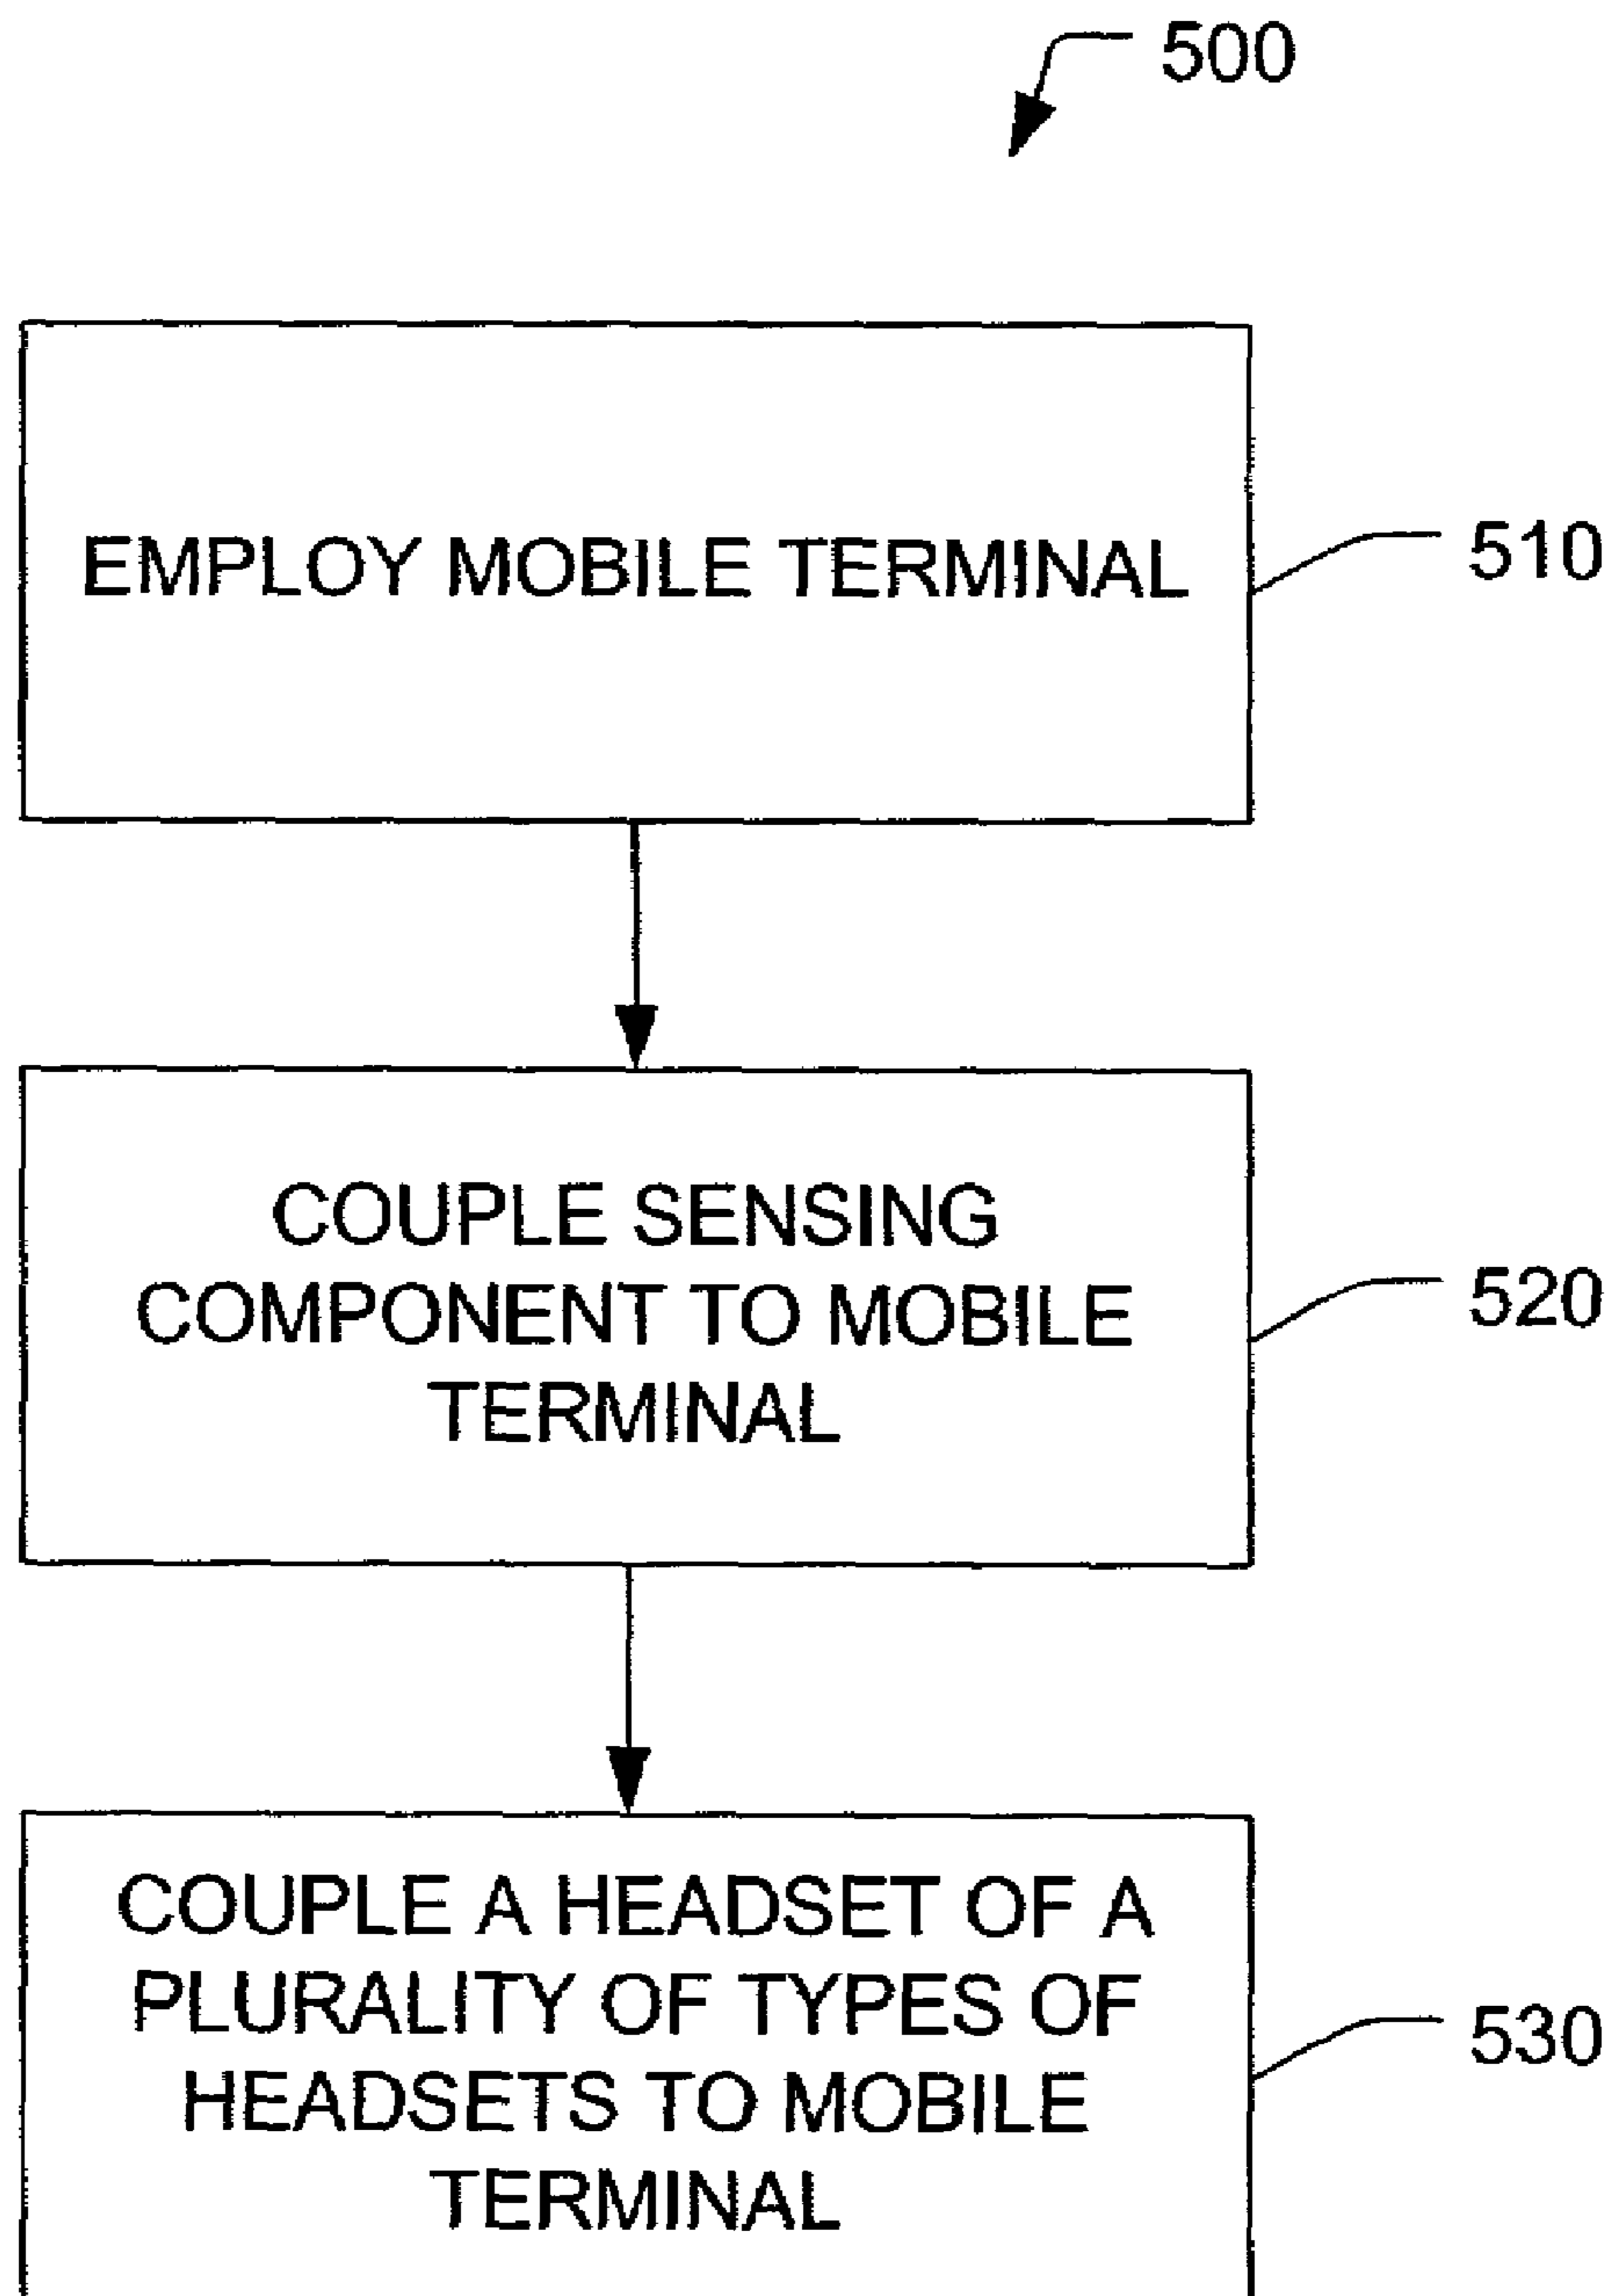 500
EMPLOY MOBILE TERMINAL
510
COUPLE SENSING
COMPONENT TO MOBILE
TERMINAL
520
COUPLE A HEADSET OF A
PLURALITY OF TYPES OF
HEADSETS TO MOBILE
TERMINAL
530